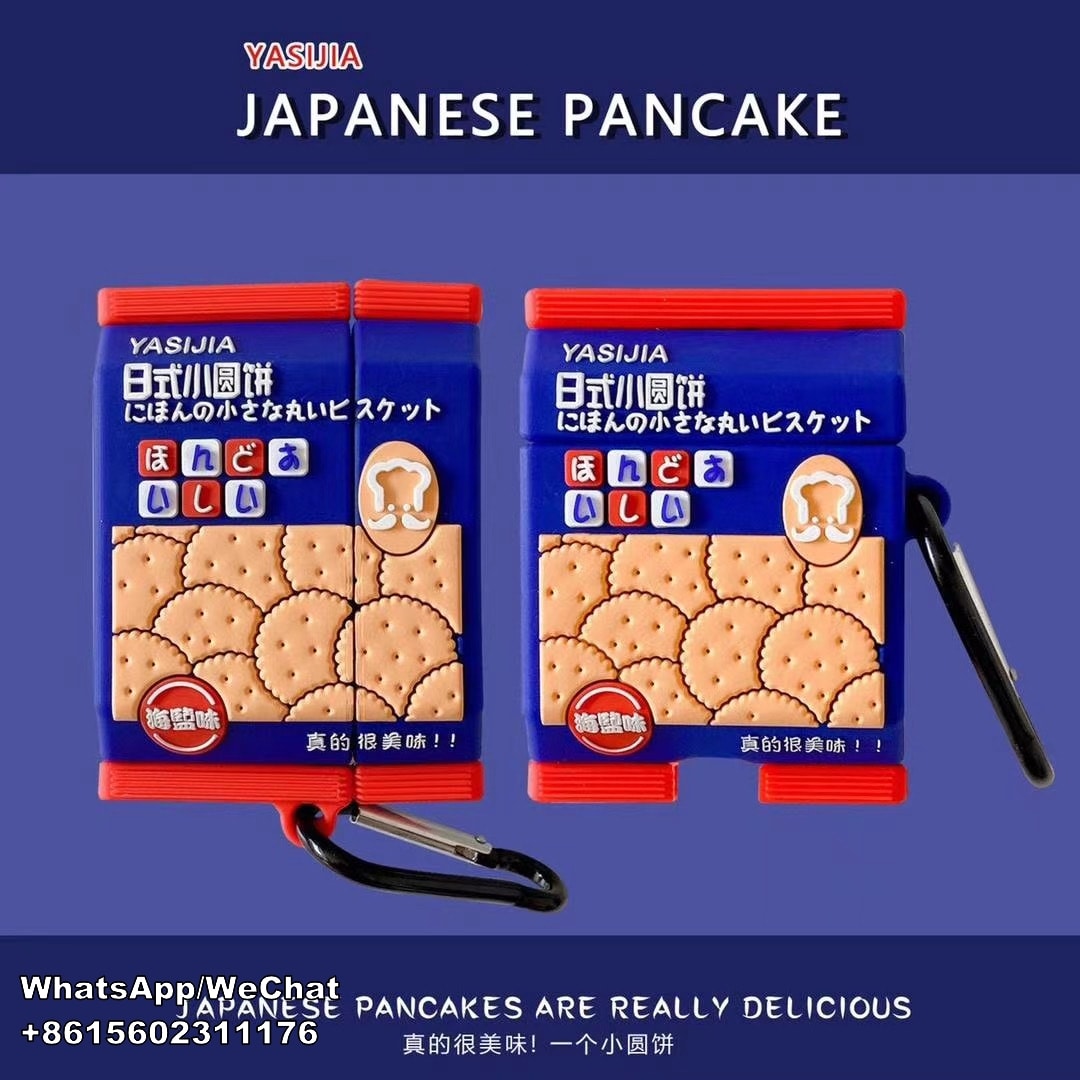 YASIJIA
JAPANESE PANCAKE
YASIJIA
日式小圆饼
にほんの小さな丸いビスケット
ほんどあ
いしい
海盐味
真的很美味!!
YASIJIA
日式小圆饼
にほんの小さな丸いビスケット
ほんどあ
いしい
海盐味
真的很美味!!
WhatsApp/WeChat
+8615602311176
JAPANESE PANCAKES ARE REALLY DELICIOUS
真的很美味! 一个小圆饼